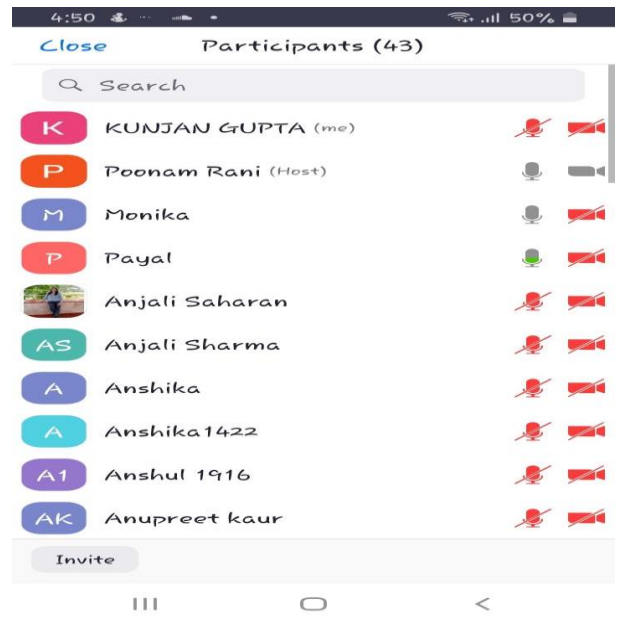 4:50 50%
Close Participants (43)
Search
K KUNJAN GUPTA (me)
P Poonam Rani (Host)
M Monika
P Payal
Anjali Saharan
AS Anjali Sharma
A Anshika
A Anshika1422
A1 Anshul 1916
AK Anupreet kaur
Invite